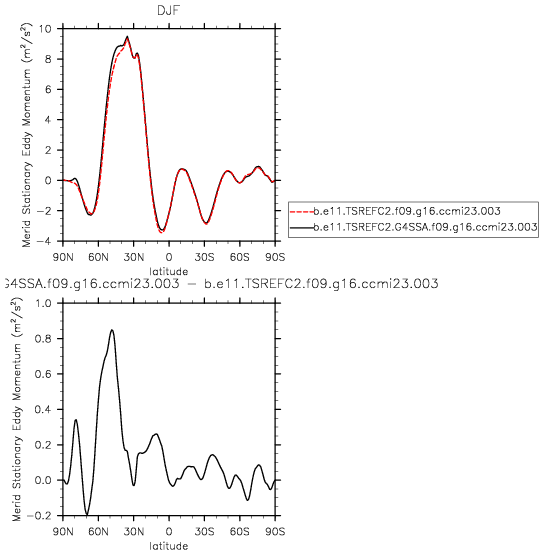 DJF
Merid Stationary Eddy Momentum (m²/s²)
10
8
6
4
2
0
−2
−4
90N 60N 30N 0 30S 60S 90S
latitude
b.e11.TSREFC2.f09.g16.ccmi23.003
b.e11.TSREFC2.G4SSA.f09.g16.ccmi23.003
G4SSA.f09.g16.ccmi23.003 − b.e11.TSREFC2.f09.g16.ccmi23.003
Merid Stationary Eddy Momentum (m²/s²)
1.0
0.8
0.6
0.4
0.2
0.0
−0.2
90N 60N 30N 0 30S 60S 90S
latitude